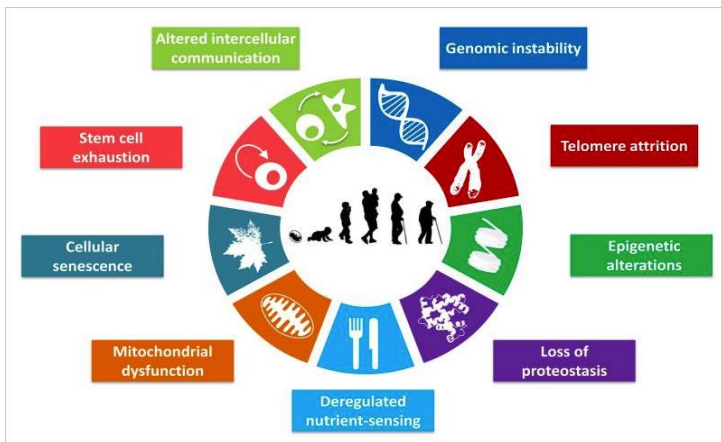 Altered intercellular
communication
Genomic instability
Stem cell
exhaustion
Telomere attrition
Cellular
senescence
Epigenetic
alterations
Mitochondrial
dysfunction
Loss of
proteostasis
Deregulated
nutrient-sensing